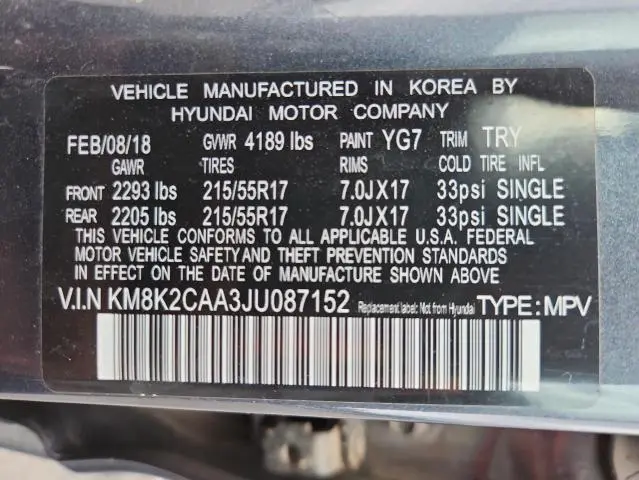 VEHICLE MANUFACTURED IN KOREA BY
HYUNDAI MOTOR COMPANY
FEB/08/18 GVWR 4189 lbs PAINT YG7 TRIM TRY
GAWR TIRES RIMS COLD TIRE INFL
FRONT 2293 lbs 215/55R17 7.0JX17 33psi SINGLE
REAR 2205 lbs 215/55R17 7.0JX17 33psi SINGLE
THIS VEHICLE CONFORMS TO ALL APPLICABLE U.S.A. FEDERAL
MOTOR VEHICLE SAFETY AND THEFT PREVENTION STANDARDS
IN EFFECT ON THE DATE OF MANUFACTURE SHOWN ABOVE.
V.I.N KM8K2CAA3JU087152 Replacement label: Not from Hyundai TYPE: MPV